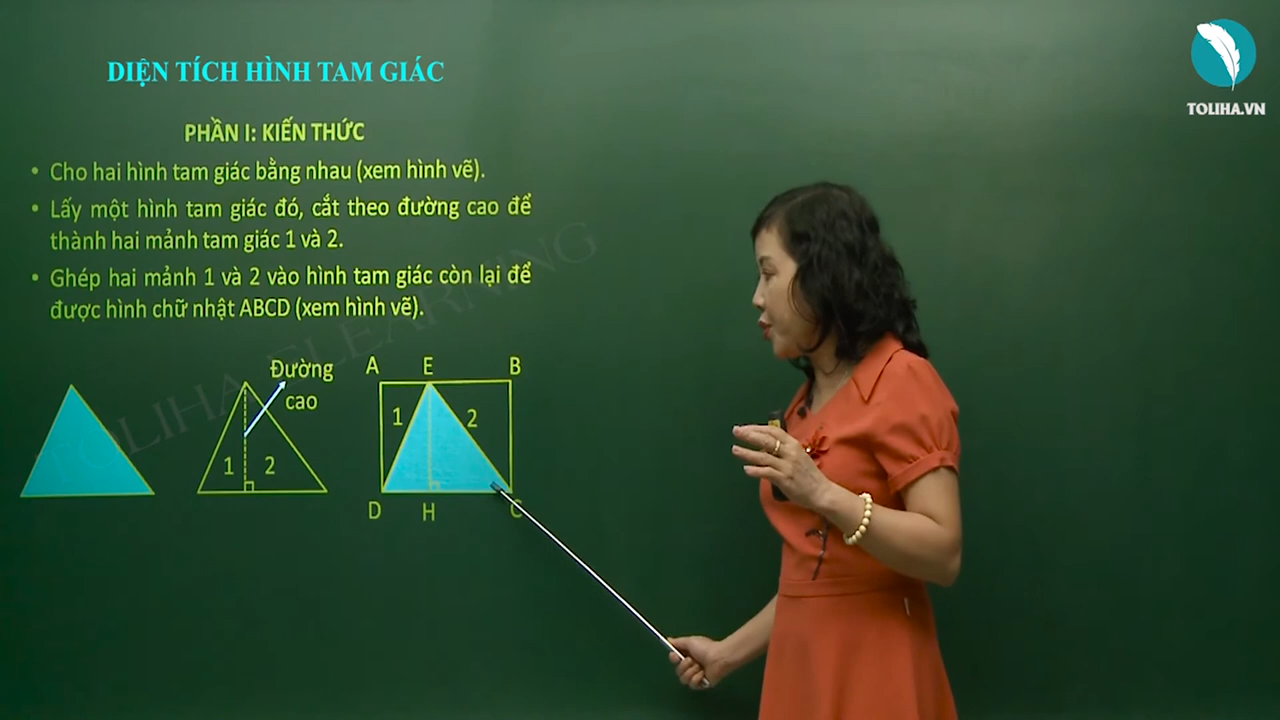 TOLIHA.VN
DIỆN TÍCH HÌNH TAM GIÁC
PHẦN I: KIẾN THỨC
• Cho hai hình tam giác bằng nhau (xem hình vẽ).
• Lấy một hình tam giác đó, cắt theo đường cao để
thành hai mảnh tam giác 1 và 2.
• Ghép hai mảnh 1 và 2 vào hình tam giác còn lại để
được hình chữ nhật ABCD (xem hình vẽ).
TOLIHA ELEARNING
Đường
cao
1 2
A E B
1 2
D H C